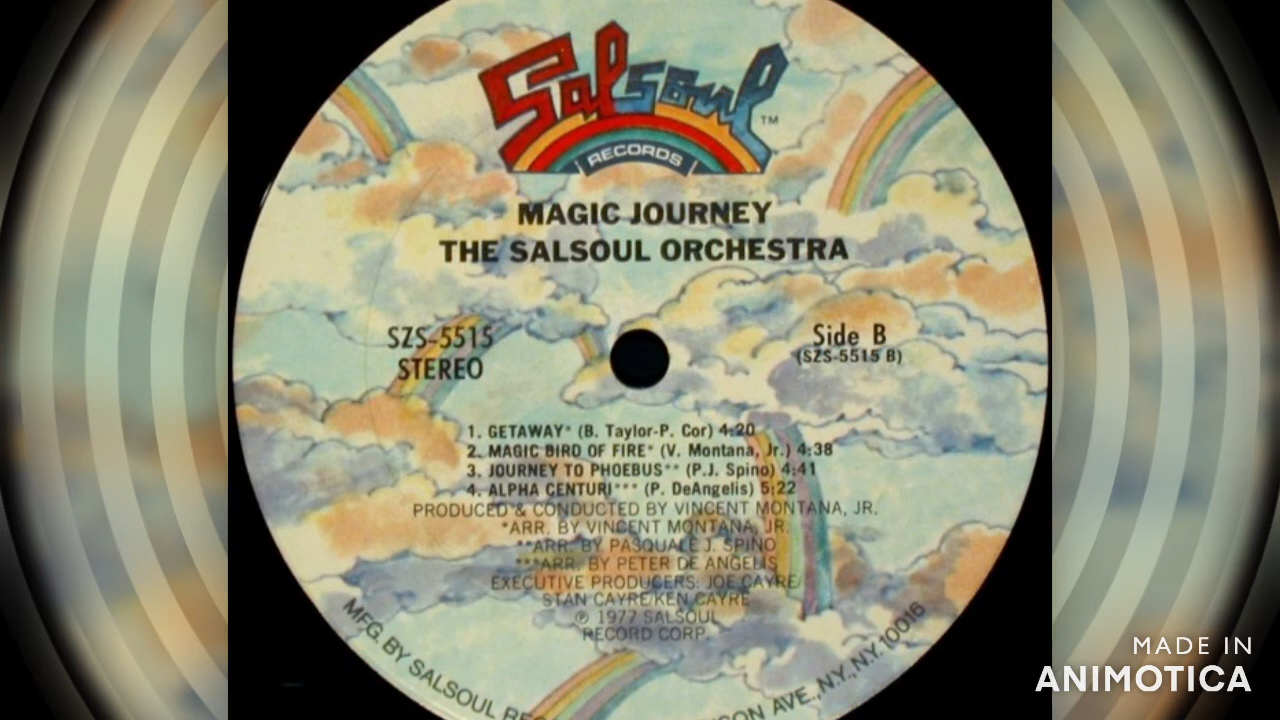 Salsoul
TM
RECORDS
MAGIC JOURNEY
THE SALSOUL ORCHESTRA
SZS-5515
STEREO
Side B
(SZS-5515 B)
1. GETAWAY* (B. Taylor-P. Cor) 4:20
2. MAGIC BIRD OF FIRE* (V. Montana, Jr.) 4:38
3. JOURNEY TO PHOEBUS** (P.J. Spino) 4:41
4. ALPHA CENTURI*** (P. DeAngelis) 5:22
PRODUCED & CONDUCTED BY VINCENT MONTANA, JR.
*ARR. BY VINCENT MONTANA, JR.
**ARR. BY PASQUALE J. SPINO
***ARR. BY PETER DE ANGELIS
EXECUTIVE PRODUCERS: JOE CAYRE/
STAN CAYRE/KEN CAYRE
℗ 1977 SALSOUL
RECORD CORP.
MFG. BY SALSOUL AVE., N.Y., N.Y. 10016
MADE IN
ANIMOTICA